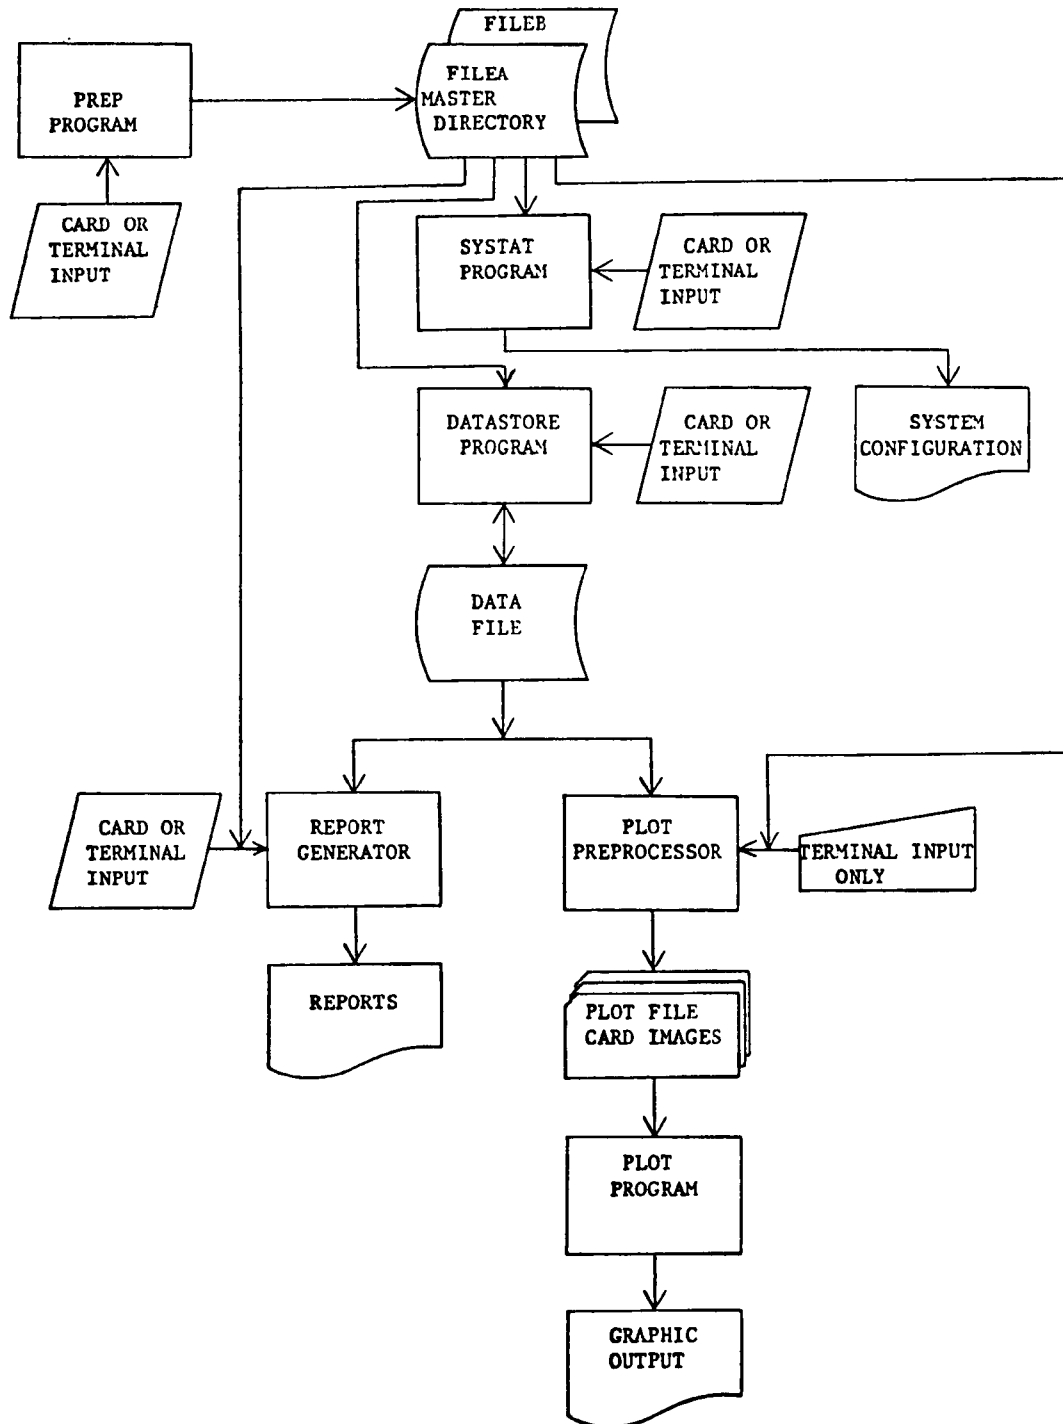 FILEB
FILEA
MASTER
DIRECTORY
PREP
PROGRAM
CARD OR
TERMINAL
INPUT
SYSTAT
PROGRAM
CARD OR
TERMINAL
INPUT
DATASTORE
PROGRAM
CARD OR
TERMINAL
INPUT
SYSTEM
CONFIGURATION
DATA
FILE
CARD OR
TERMINAL
INPUT
REPORT
GENERATOR
PLOT
PREPROCESSOR
TERMINAL INPUT
ONLY
REPORTS
PLOT FILE
CARD IMAGES
PLOT
PROGRAM
GRAPHIC
OUTPUT